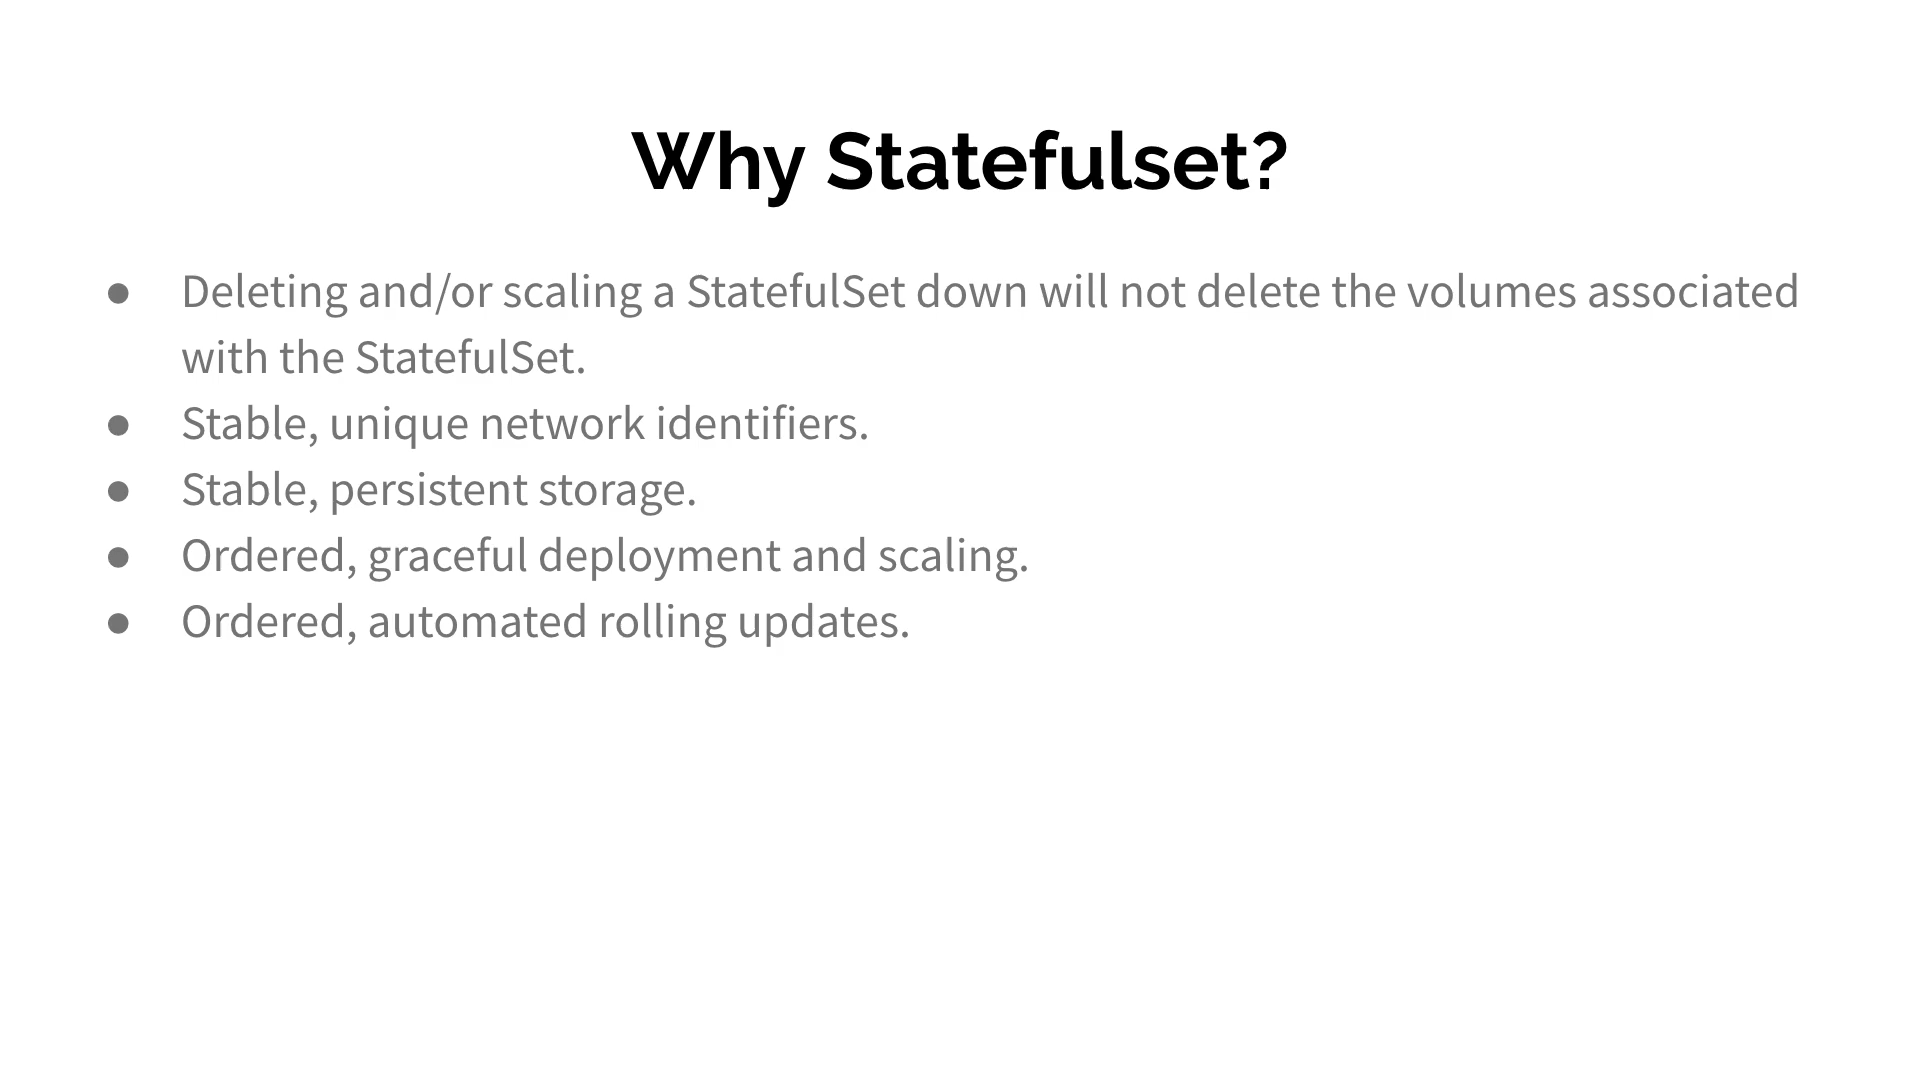 Why Statefulset?
● Deleting and/or scaling a StatefulSet down will not delete the volumes associated
with the StatefulSet.
● Stable, unique network identifiers.
● Stable, persistent storage.
● Ordered, graceful deployment and scaling.
● Ordered, automated rolling updates.